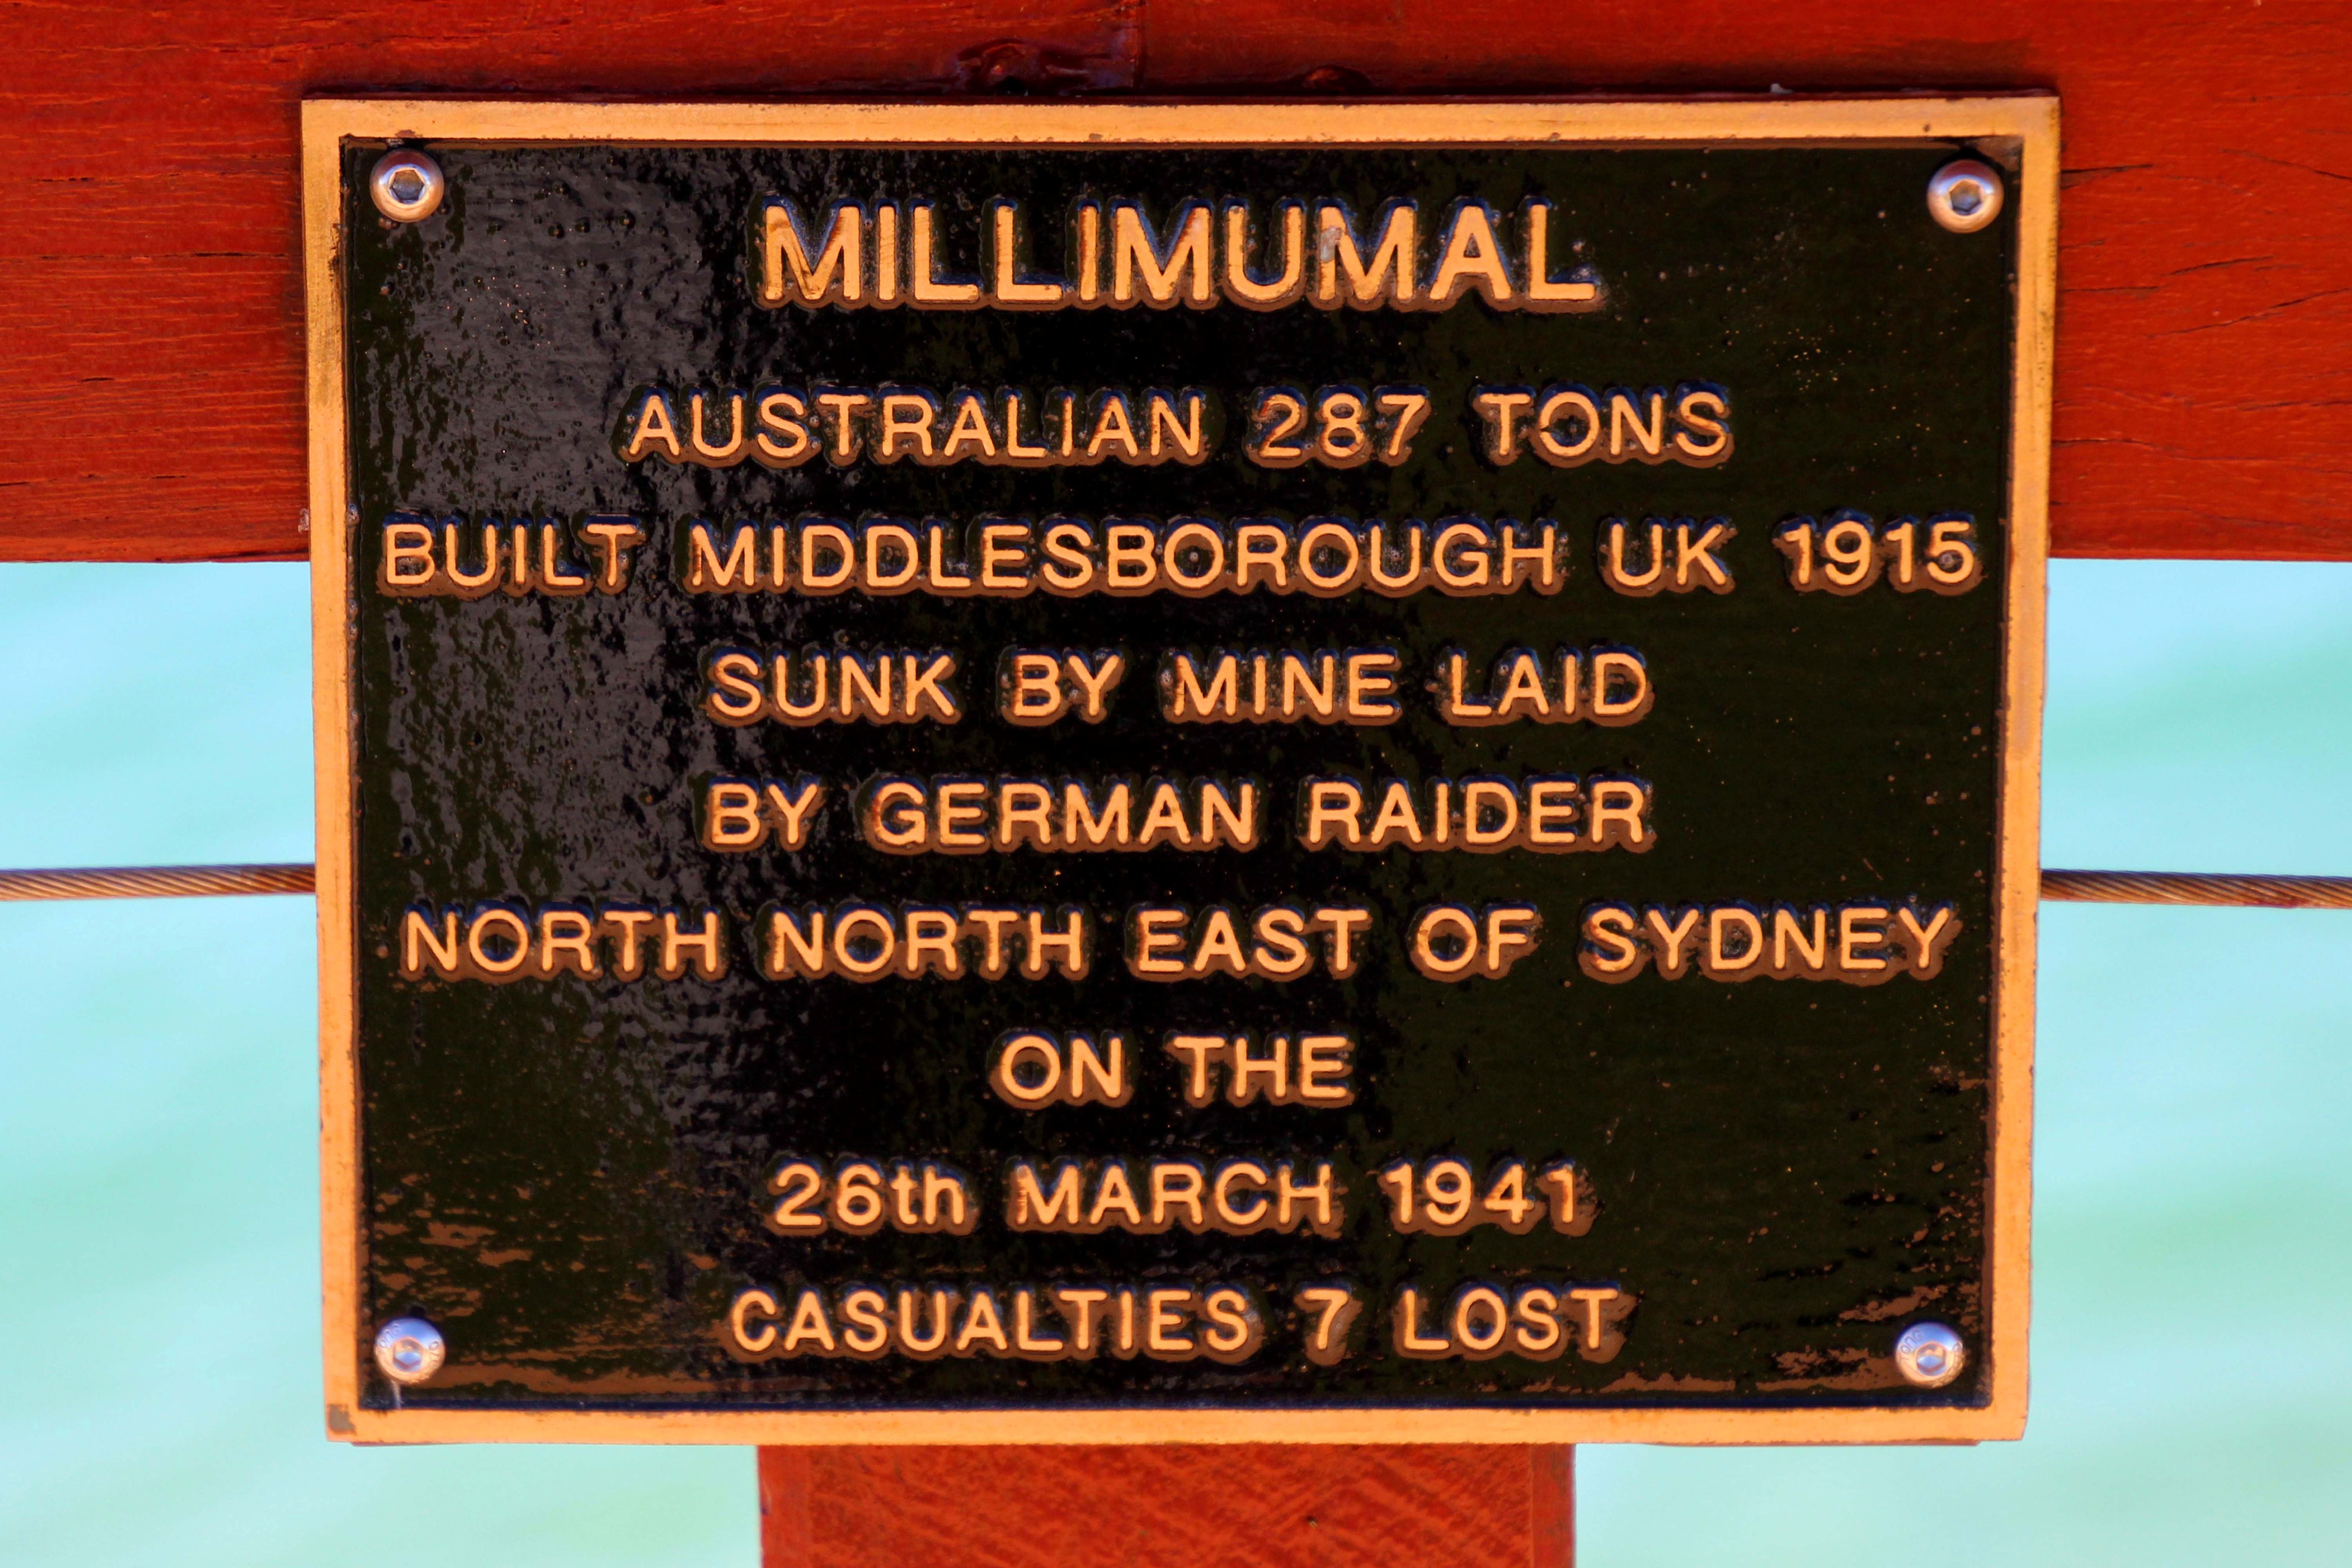 MILLIMUMAL
AUSTRALIAN 287 TONS
BUILT MIDDLESBOROUGH UK 1915
SUNK BY MINE LAID
BY GERMAN RAIDER
NORTH NORTH EAST OF SYDNEY
ON THE
26th MARCH 1941
CASUALTIES 7 LOST